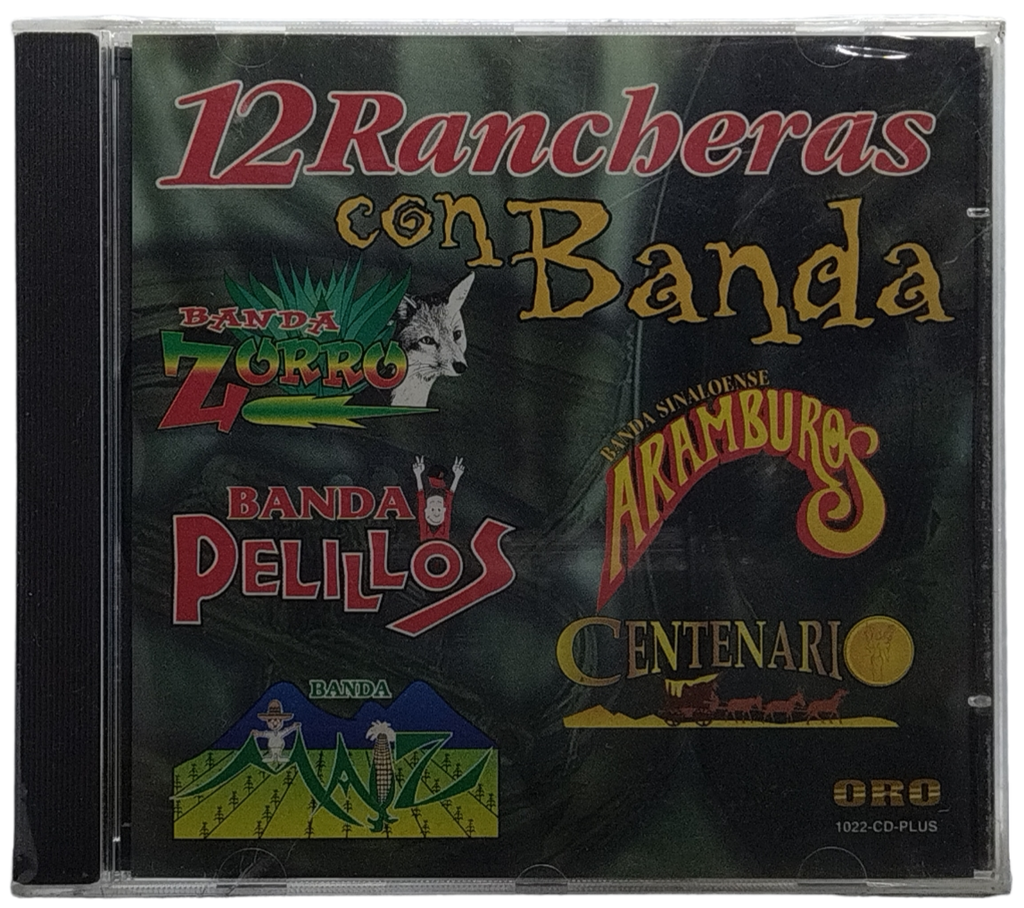 12 Rancheras
con Banda
BANDA
ZORRO
BANDA SINALOENSE
ARAMBUROS
BANDA
PELILLOS
CENTENARIO
BANDA
MAIZ
ORO
1022-CD-PLUS